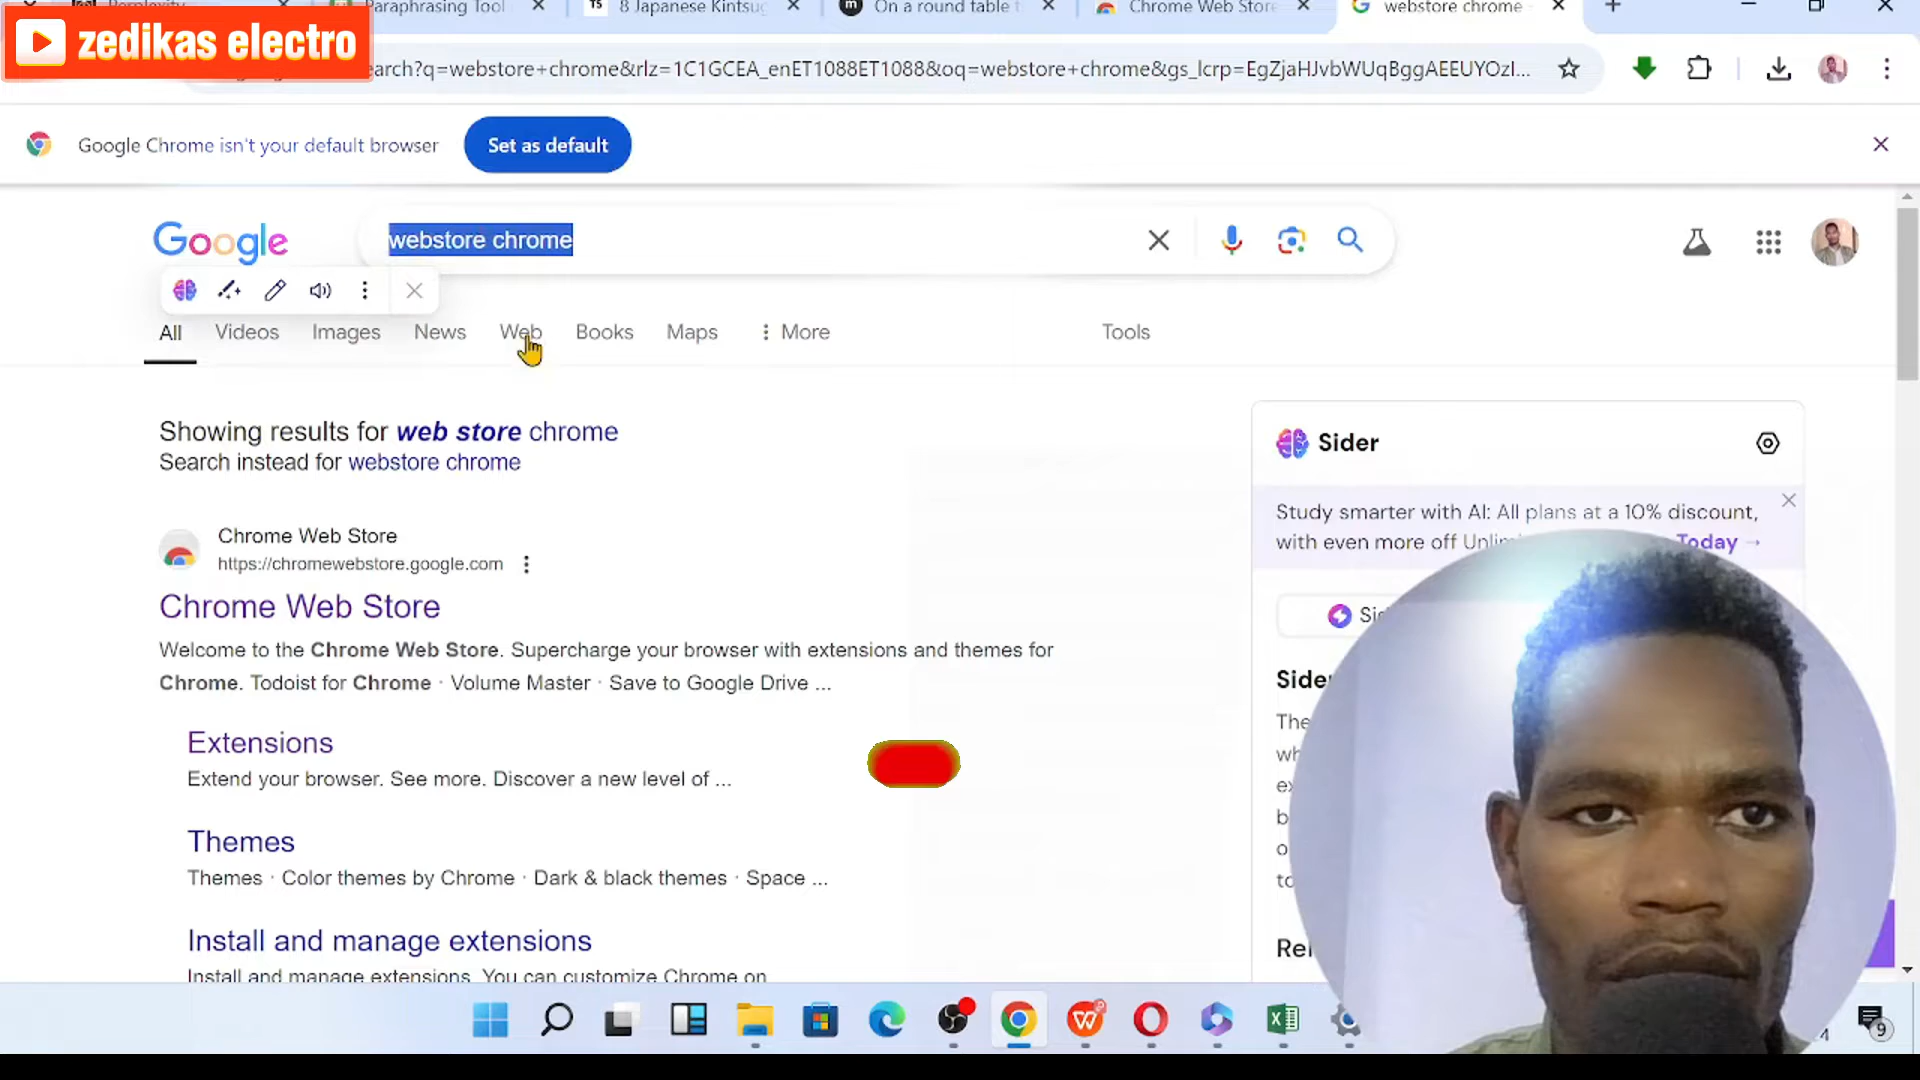 zedikas electro
Perplexity
Paraphrasing Tool
8 Japanese Kintsug
On a round table t
Chrome Web Store
webstore chrome -
earch?q=webstore+chrome&rlz=1C1GCEA_enET1088ET1088&oq=webstore+chrome&gs_lcrp=EgZjaHJvbWUqBggAEEUYOzI...
Google Chrome isn't your default browser
Set as default
Google
webstore chrome
All
Videos
Images
News
Web
Books
Maps
More
Tools
Showing results for web store chrome
Search instead for webstore chrome
Chrome Web Store
https://chromewebstore.google.com
Chrome Web Store
Welcome to the Chrome Web Store. Supercharge your browser with extensions and themes for
Chrome. Todoist for Chrome · Volume Master · Save to Google Drive ...
Extensions
Extend your browser. See more. Discover a new level of ...
Themes
Themes · Color themes by Chrome · Dark & black themes · Space ...
Install and manage extensions
Install and manage extensions. You can customize Chrome on
Sider
Study smarter with AI: All plans at a 10% discount,
with even more off Today →
9